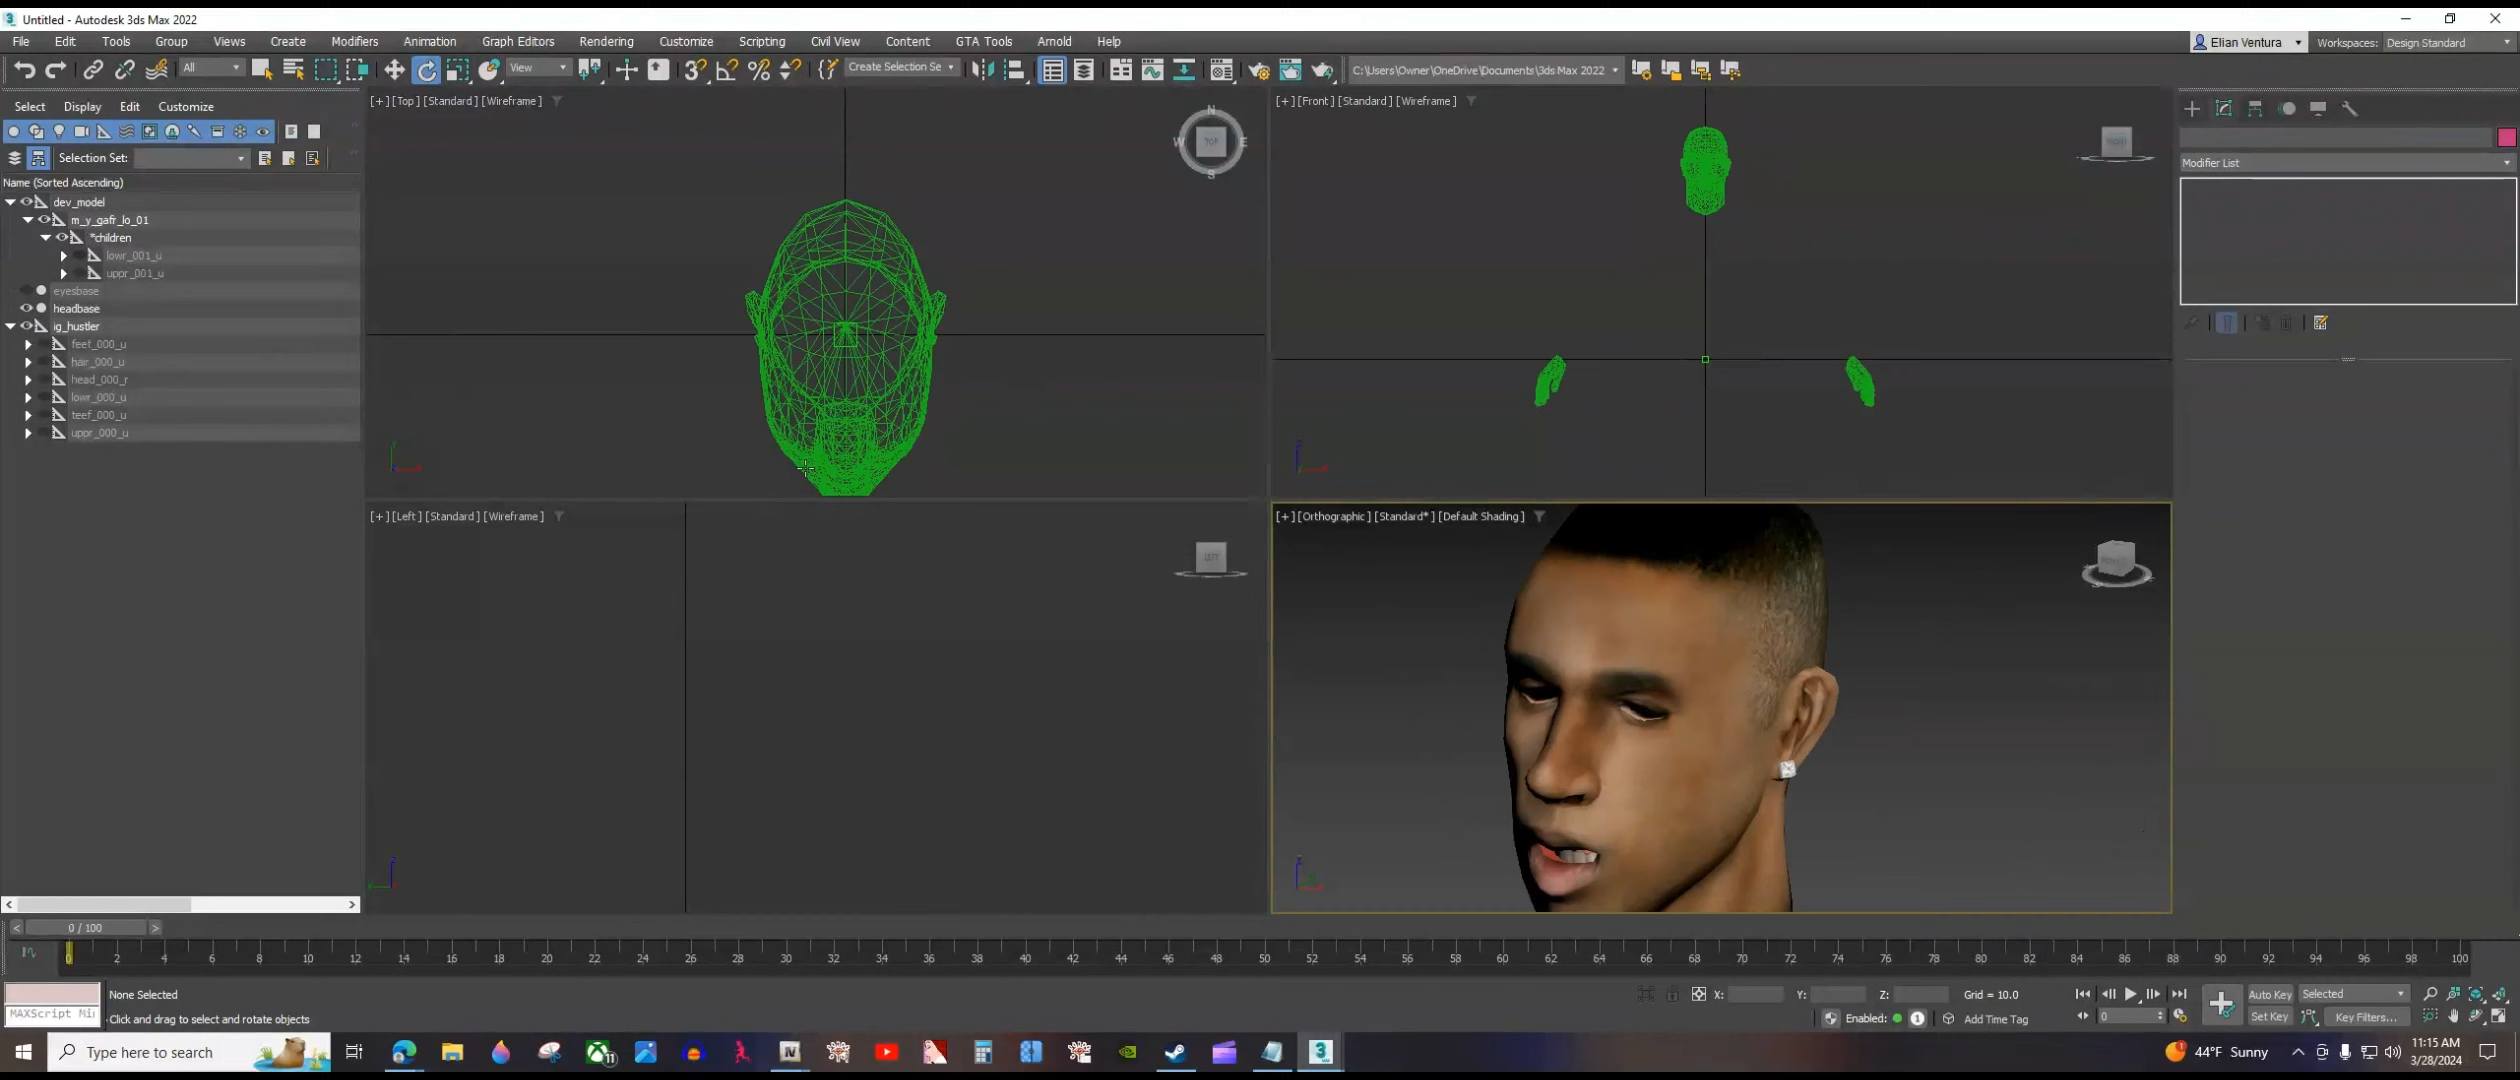 Untitled - Autodesk 3ds Max 2022
File Edit Tools Group Views Create Modifiers Animation Graph Editors Rendering Customize Scripting Civil View Content GTA Tools Arnold Help
Elian Ventura
Workspaces: Design Standard
All
View
Create Selection Se
C:\Users\Owner\OneDrive\Documents\3ds Max 2022
Select Display Edit Customize
Selection Set:
Name (Sorted Ascending)
dev_model
m_y_gafr_lo_01
*children
lowr_001_u
uppr_001_u
eyesbase
headbase
ig_hustler
feet_000_u
hair_000_u
head_000_r
lowr_000_u
teef_000_u
uppr_000_u
[+] [Top] [Standard] [Wireframe]
N
W TOP E
S
[+] [Front] [Standard] [Wireframe]
FRONT
[+] [Left] [Standard] [Wireframe]
LEFT
[+] [Orthographic] [Standard*] [Default Shading]
Modifier List
0 / 100
0 2 4 6 8 10 12 14 16 18 20 22 24 26 28 30 32 34 36 38 40 42 44 46 48 50 52 54 56 58 60 62 64 66 68 70 72 74 76 78 80 82 84 86 88 90 92 94 96 98 100
None Selected
X: Y: Z: Grid = 10.0
Auto Key Selected
MAXScript Mi
Click and drag to select and rotate objects
Enabled: 1 Add Time Tag
0
Set Key Key Filters...
Type here to search
11
IV
3
44°F Sunny
11:15 AM
3/28/2024